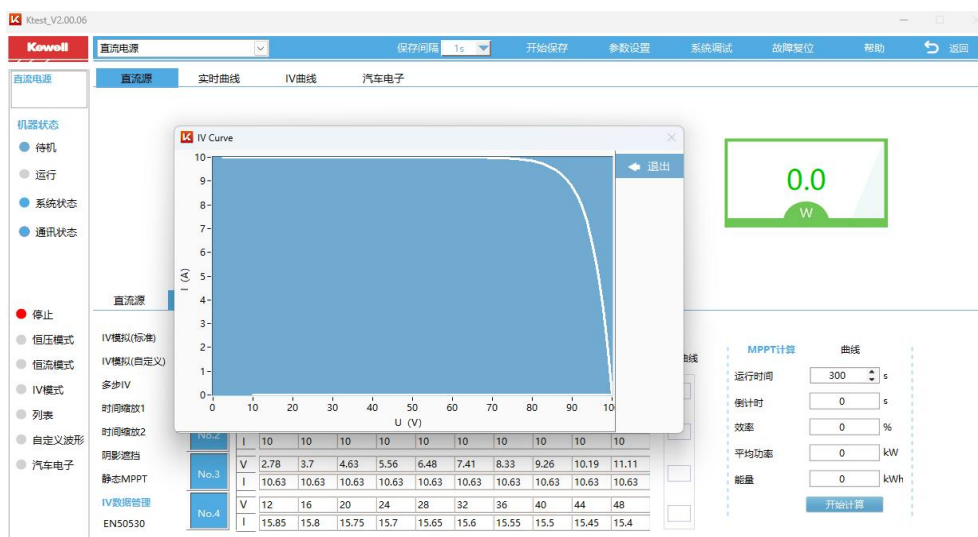 Ktest_V2.00.06
Kewell 直流电源 保存间隔 1s 开始保存 参数设置 系统调试 故障复位 帮助 返回
直流电源 直流源 实时曲线 IV曲线 汽车电子
机器状态
待机
运行
系统状态
通讯状态
IV Curve
退出
10
9
8
7
6
5
4
3
2
1
0
I (A)
0 10 20 30 40 50 60 70 80 90 10
U (V)
0.0
W
直流源
停止
恒压模式
恒流模式
IV模式
列表
自定义波形
汽车电子
IV模拟(标准)
IV模拟(自定义)
多步IV
时间缩放1
时间缩放2
阴影遮挡
静态MPPT
IV数据管理
EN50530
No.2 I 10 10 10 10 10 10 10 10 10 10
No.3 V 2.78 3.7 4.63 5.56 6.48 7.41 8.33 9.26 10.19 11.11
I 10.63 10.63 10.63 10.63 10.63 10.63 10.63 10.63 10.63 10.63
No.4 V 12 16 20 24 28 32 36 40 44 48
I 15.85 15.8 15.75 15.7 15.65 15.6 15.55 15.5 15.45 15.4
MPPT计算 曲线
运行时间 300 s
倒计时 0 s
效率 0 %
平均功率 0 kW
能量 0 kWh
开始计算